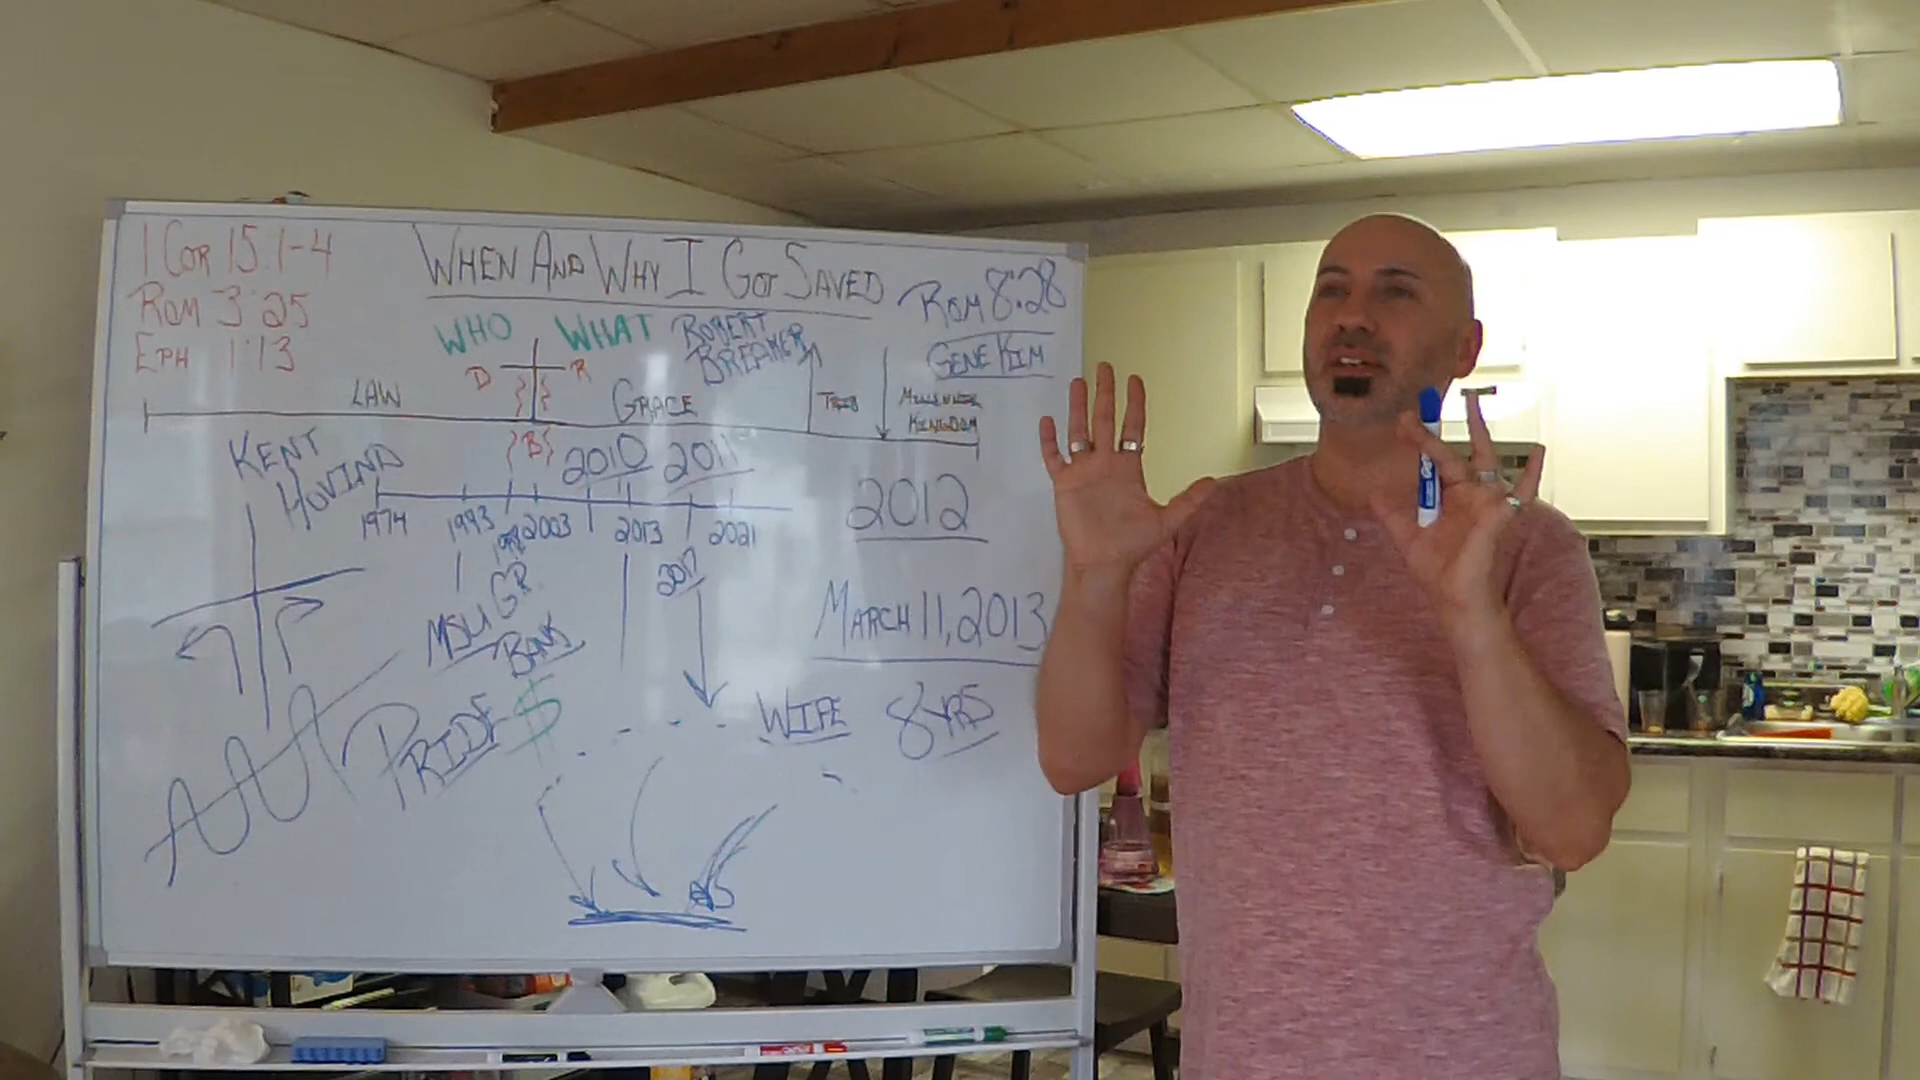 1 COR 15:1-4
ROM 3:25
EPH 1:13
WHEN AND WHY I GOT SAVED
ROM 8:28
GENE KIM
WHO
WHAT
ROBERT
BREAKER
D
R
LAW
GRACE
TRIB
KINGDOM
KENT
HOVIND
B
2010
2011
1974
1993
2003
2013
2021
2012
2017
MSU GR.
BANK
MARCH 11, 2013
PRIDE $
WIFE
8 YRS